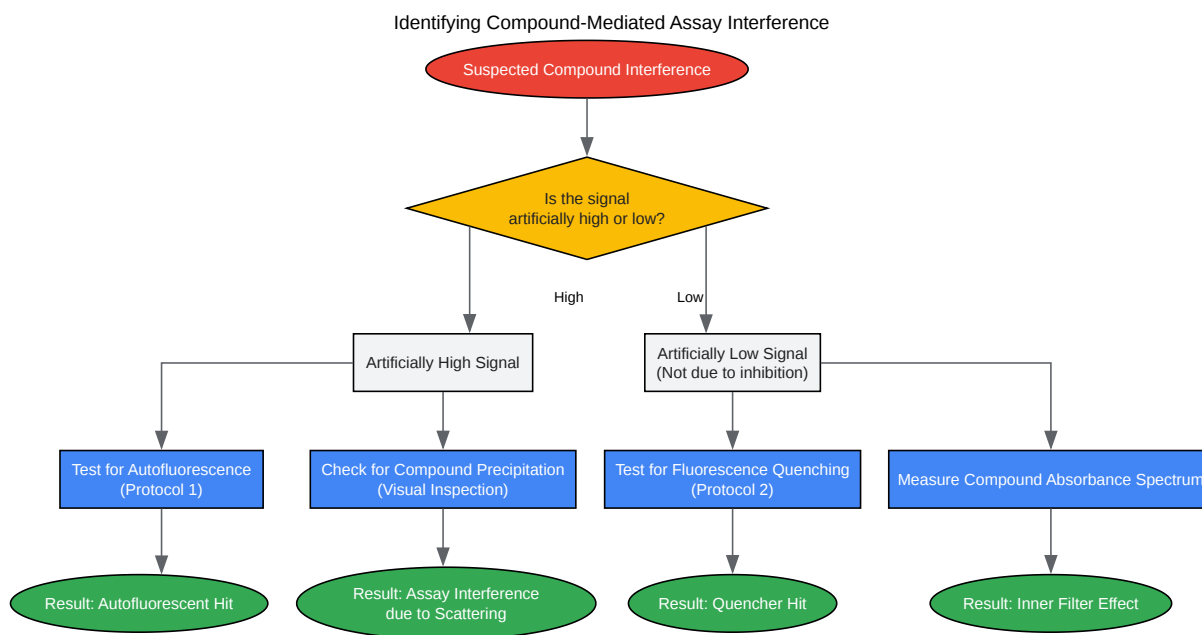 Identifying Compound-Mediated Assay Interference
Suspected Compound Interference
Is the signal
artificially high or low?
High
Low
Artificially High Signal
Artificially Low Signal
(Not due to inhibition)
Test for Autofluorescence
(Protocol 1)
Check for Compound Precipitation
(Visual Inspection)
Test for Fluorescence Quenching
(Protocol 2)
Measure Compound Absorbance Spectrum
Result: Autofluorescent Hit
Result: Assay Interference
due to Scattering
Result: Quencher Hit
Result: Inner Filter Effect